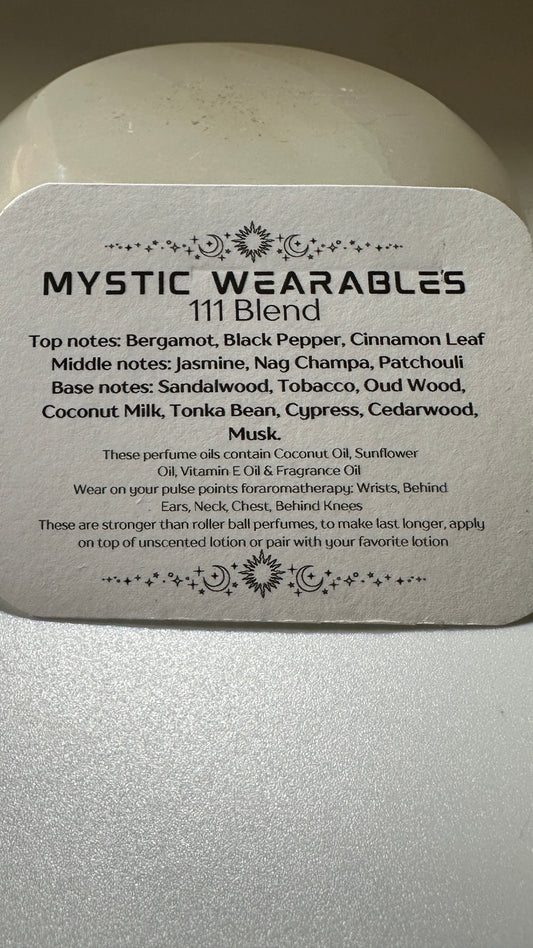 MYSTIC WEARABLE'S
111 Blend
Top notes: Bergamot, Black Pepper, Cinnamon Leaf
Middle notes: Jasmine, Nag Champa, Patchouli
Base notes: Sandalwood, Tobacco, Oud Wood,
Coconut Milk, Tonka Bean, Cypress, Cedarwood,
Musk.
These perfume oils contain Coconut Oil, Sunflower
Oil, Vitamin E Oil & Fragrance Oil
Wear on your pulse points foraromatherapy: Wrists, Behind
Ears, Neck, Chest, Behind Knees
These are stronger than roller ball perfumes, to make last longer, apply
on top of unscented lotion or pair with your favorite lotion